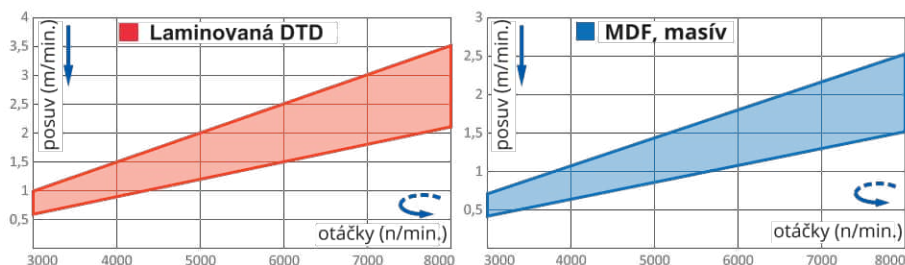 Laminovaná DTD
posuv (m/min.)
4
3,5
3
2,5
2
1,5
1
0,5
otáčky (n/min.)
3000 4000 5000 6000 7000 8000
MDF, masív
posuv (m/min.)
3
2,5
2
1,5
1
0,5
otáčky (n/min.)
3000 4000 5000 6000 7000 8000